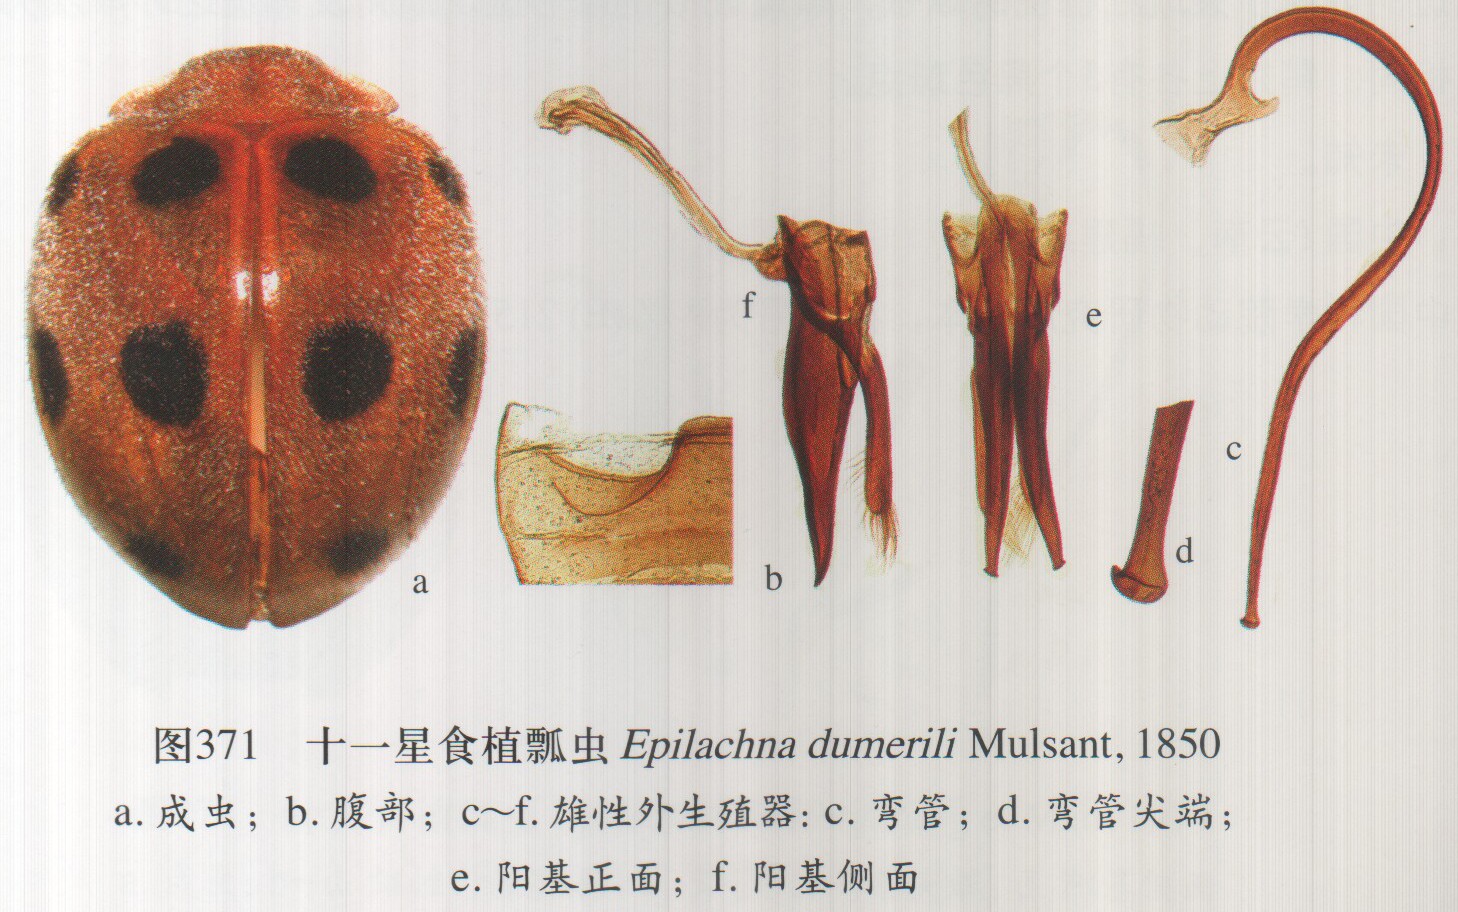 a
f
e
b
c
d
图371 十一星食植瓢虫 Epilachna dumerili Mulsant, 1850
a. 成虫；b. 腹部；c～f. 雄性外生殖器: c. 弯管；d. 弯管尖端；
e. 阳基正面；f. 阳基侧面